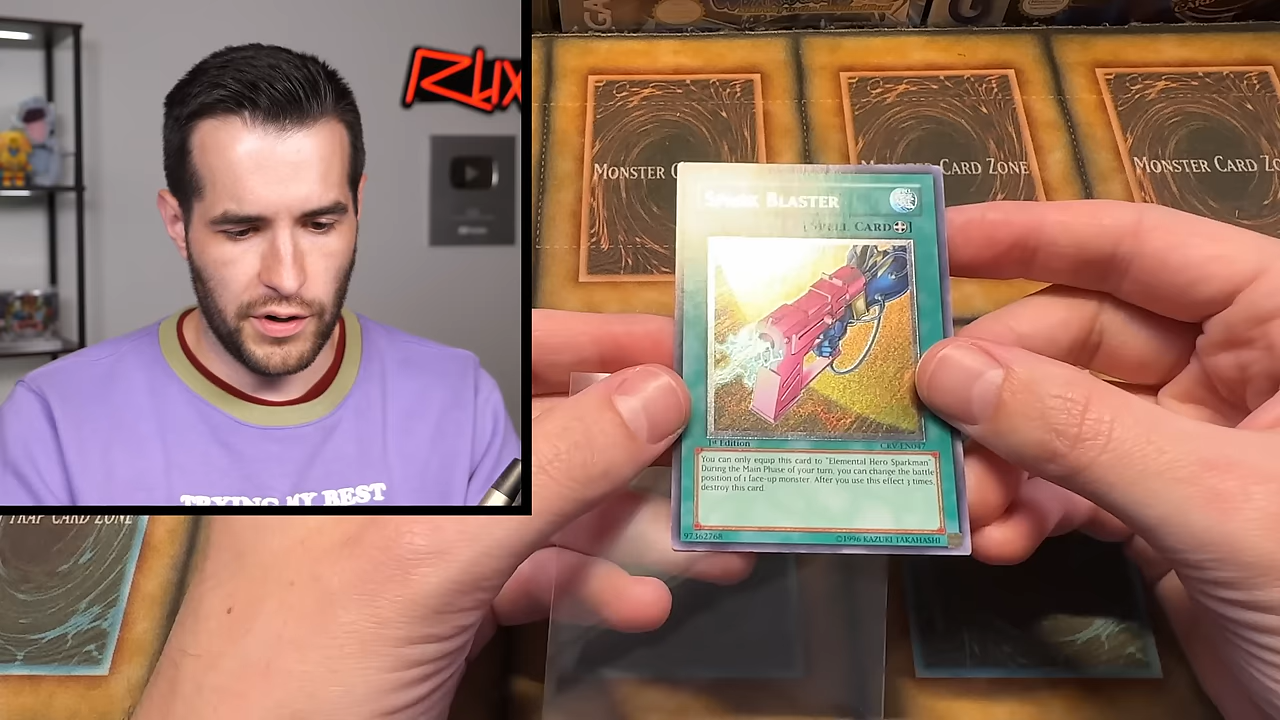 RUX
MONSTER C
CARD ZONE
MONSTER CARD ZONE
SPARK BLASTER
CARD
1st Edition
CRV-EN047
You can only equip this card to "Elemental Hero Sparkman"
During the Main Phase of your turn, you can change the battle
position of 1 face-up monster. After you use this effect 3 times,
destroy this card.
97362768
©1996 KAZUKI TAKAHASHI
TRYING MY BEST
TRAP CARD ZONE